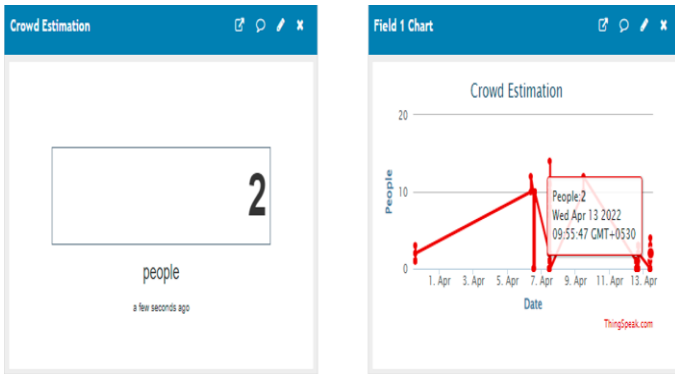 Crowd Estimation
2
people
a few seconds ago
Field 1 Chart
Crowd Estimation
20
10
0
People
People:2
Wed Apr 13 2022
09:55:47 GMT+0530
1. Apr 3. Apr 5. Apr 7. Apr 9. Apr 11. Apr 13. Apr
Date
ThingSpeak.com